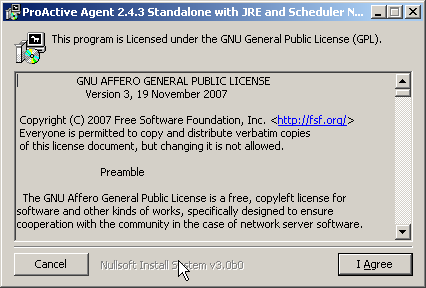 ProActive Agent 2.4.3 Standalone with JRE and Scheduler N...
This program is Licensed under the GNU General Public License (GPL).
GNU AFFERO GENERAL PUBLIC LICENSE
Version 3, 19 November 2007
Copyright (C) 2007 Free Software Foundation, Inc. <http://fsf.org/>
Everyone is permitted to copy and distribute verbatim copies
of this license document, but changing it is not allowed.
Preamble
The GNU Affero General Public License is a free, copyleft license for
software and other kinds of works, specifically designed to ensure
cooperation with the community in the case of network server software.
Cancel
Nullsoft Install System v3.0b0
I Agree